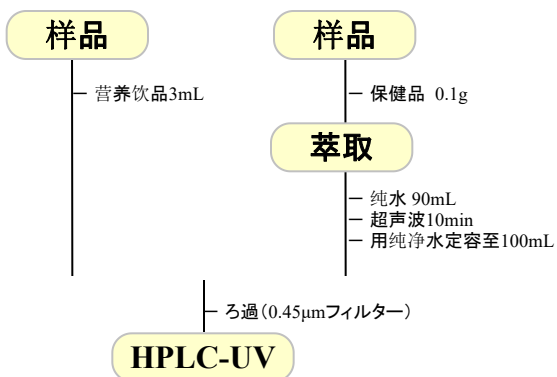 样品
营养饮品3mL
样品
保健品 0.1g
萃取
纯水 90mL
超声波10min
用纯净水定容至100mL
ろ過（0.45μmフィルター）
HPLC-UV